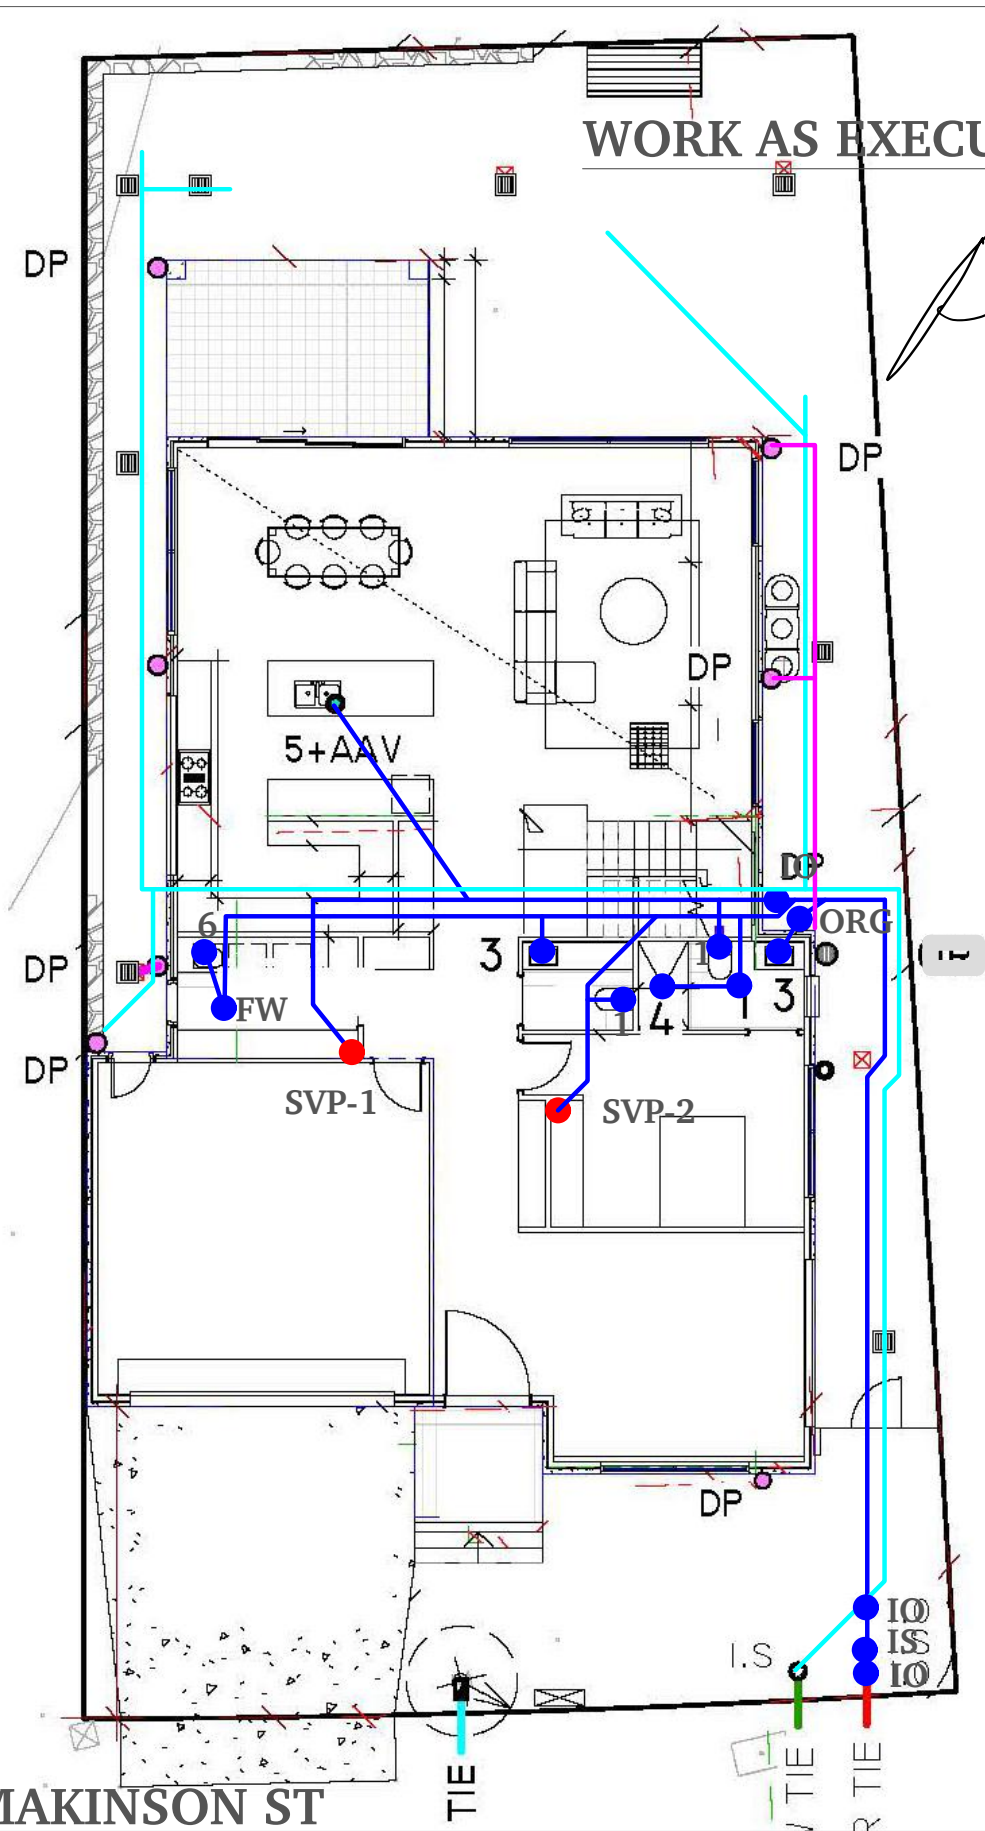 WORK AS EXECU
DP
DP
DP
5+AAV
DP
ORG
6
3
1
DP
FW
1
4
3
DP
SVP-1
SVP-2
DP
IO
IS
I.S
IO
TIE
TIE
R TIE
MAKINSON ST